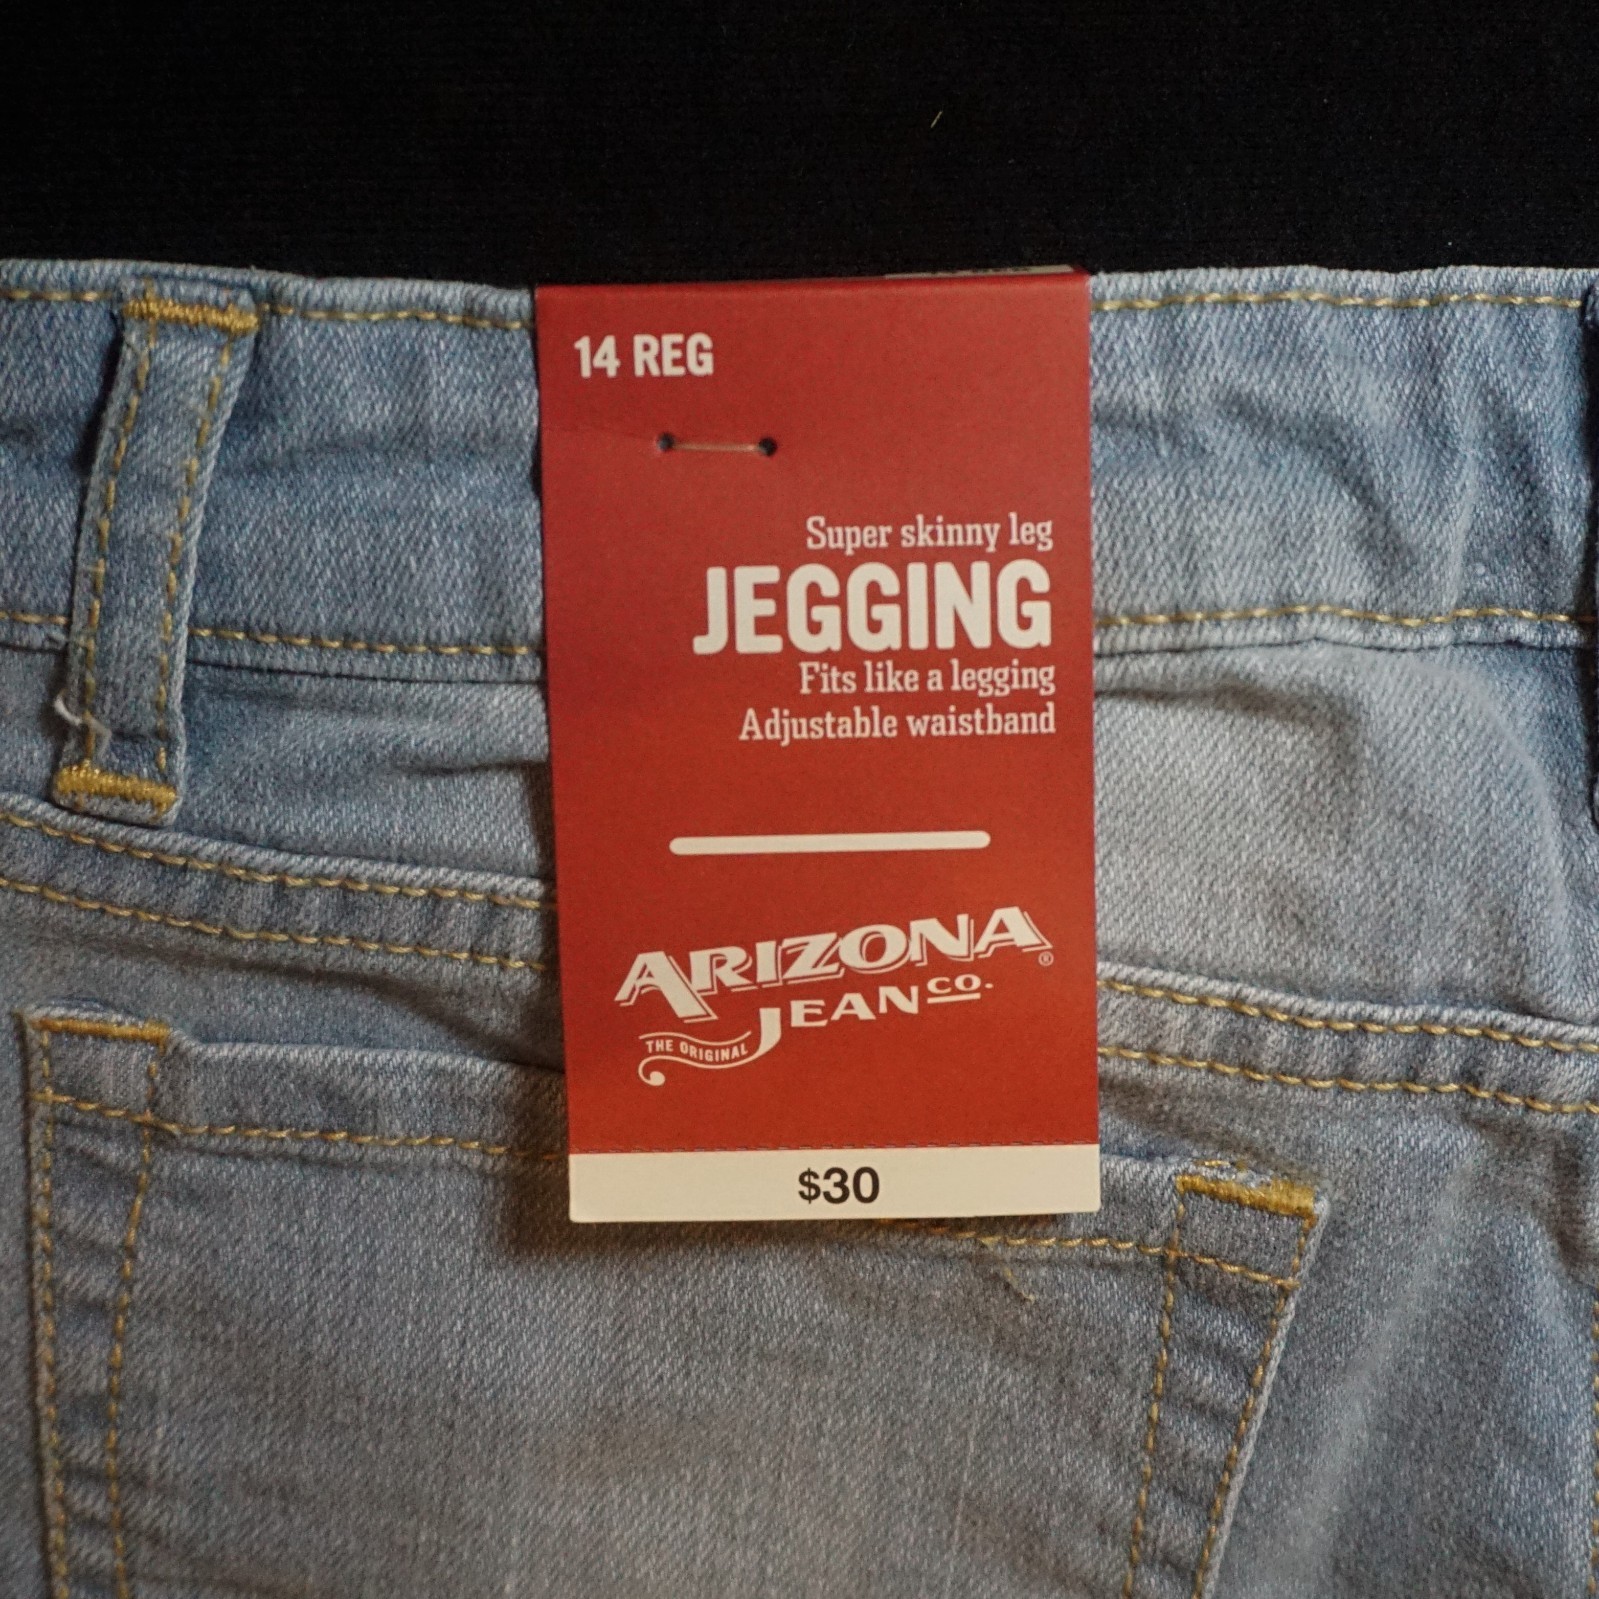 14 REG
Super skinny leg
JEGGING
Fits like a legging
Adjustable waistband
ARIZONA®
JEAN CO.
THE ORIGINAL
$30